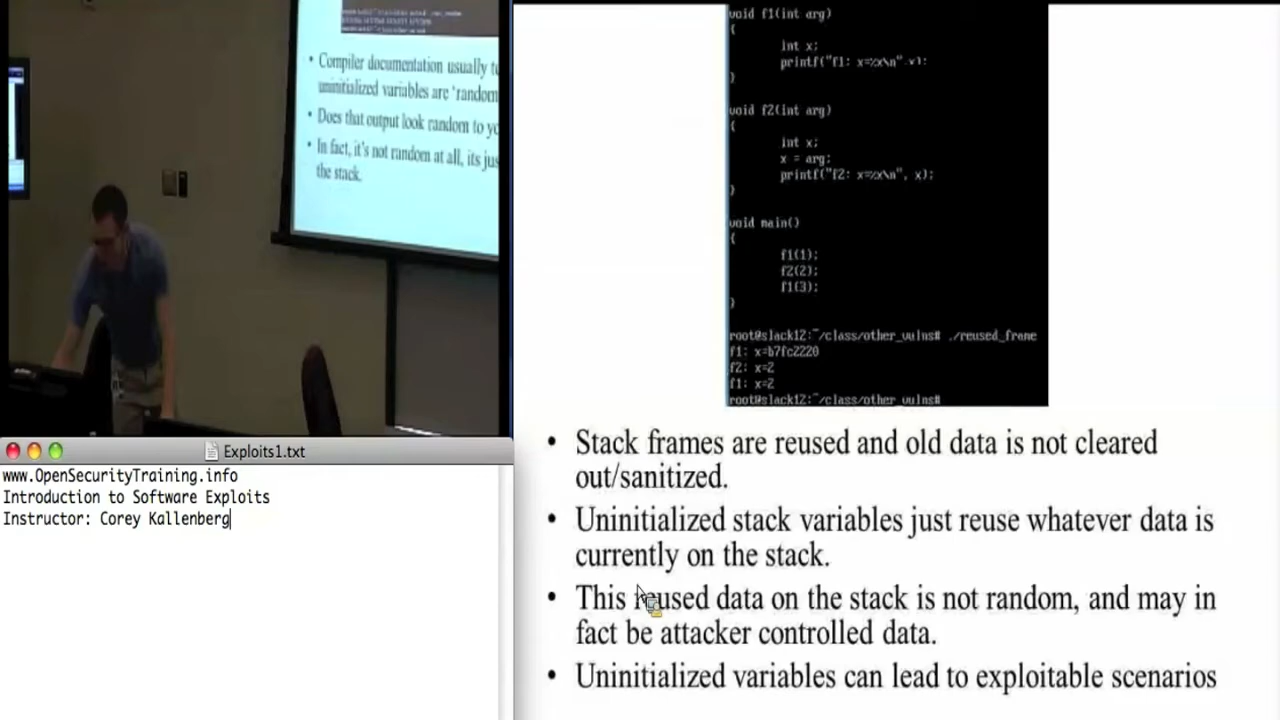 • Compiler documentation usually
uninitialized variables are 'random
• Does that output look random to
• In fact, it's not random at all, its
the stack.
Exploits1.txt
www.OpenSecurityTraining.info
Introduction to Software Exploits
Instructor: Corey Kallenberg
void f1(int arg)
{
int x;
printf("f1: x=%x\n" x);
}
void f2(int arg)
{
int x;
x = arg;
printf("f2: x=%x\n", x);
}
void main()
{
f1(1);
f2(2);
f1(3);
}
root@slack12:~/class/other_vulns# ./reused_frame
f1: x=b7fc2220
f2: x=2
f1: x=2
root@slack12:~/class/other_vulns#
• Stack frames are reused and old data is not cleared
out/sanitized.
• Uninitialized stack variables just reuse whatever data is
currently on the stack.
• This reused data on the stack is not random, and may in
fact be attacker controlled data.
• Uninitialized variables can lead to exploitable scenarios